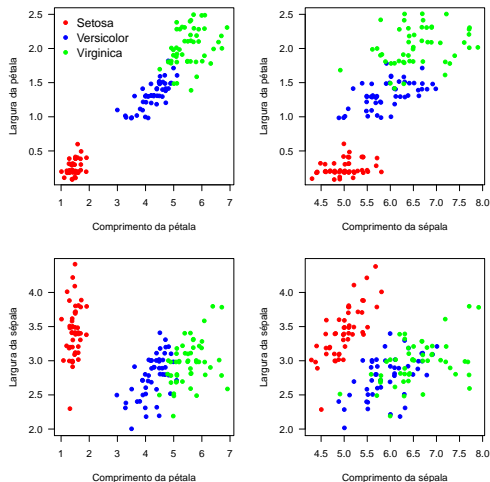 Setosa
Versicolor
Virginica
Largura da pétala
2.5
2.0
1.5
1.0
0.5
1 2 3 4 5 6 7
Comprimento da pétala
Largura da pétala
2.5
2.0
1.5
1.0
0.5
4.5 5.0 5.5 6.0 6.5 7.0 7.5 8.0
Comprimento da sépala
Largura da sépala
4.0
3.5
3.0
2.5
2.0
1 2 3 4 5 6 7
Comprimento da pétala
Largura da sépala
4.0
3.5
3.0
2.5
2.0
4.5 5.0 5.5 6.0 6.5 7.0 7.5 8.0
Comprimento da sépala